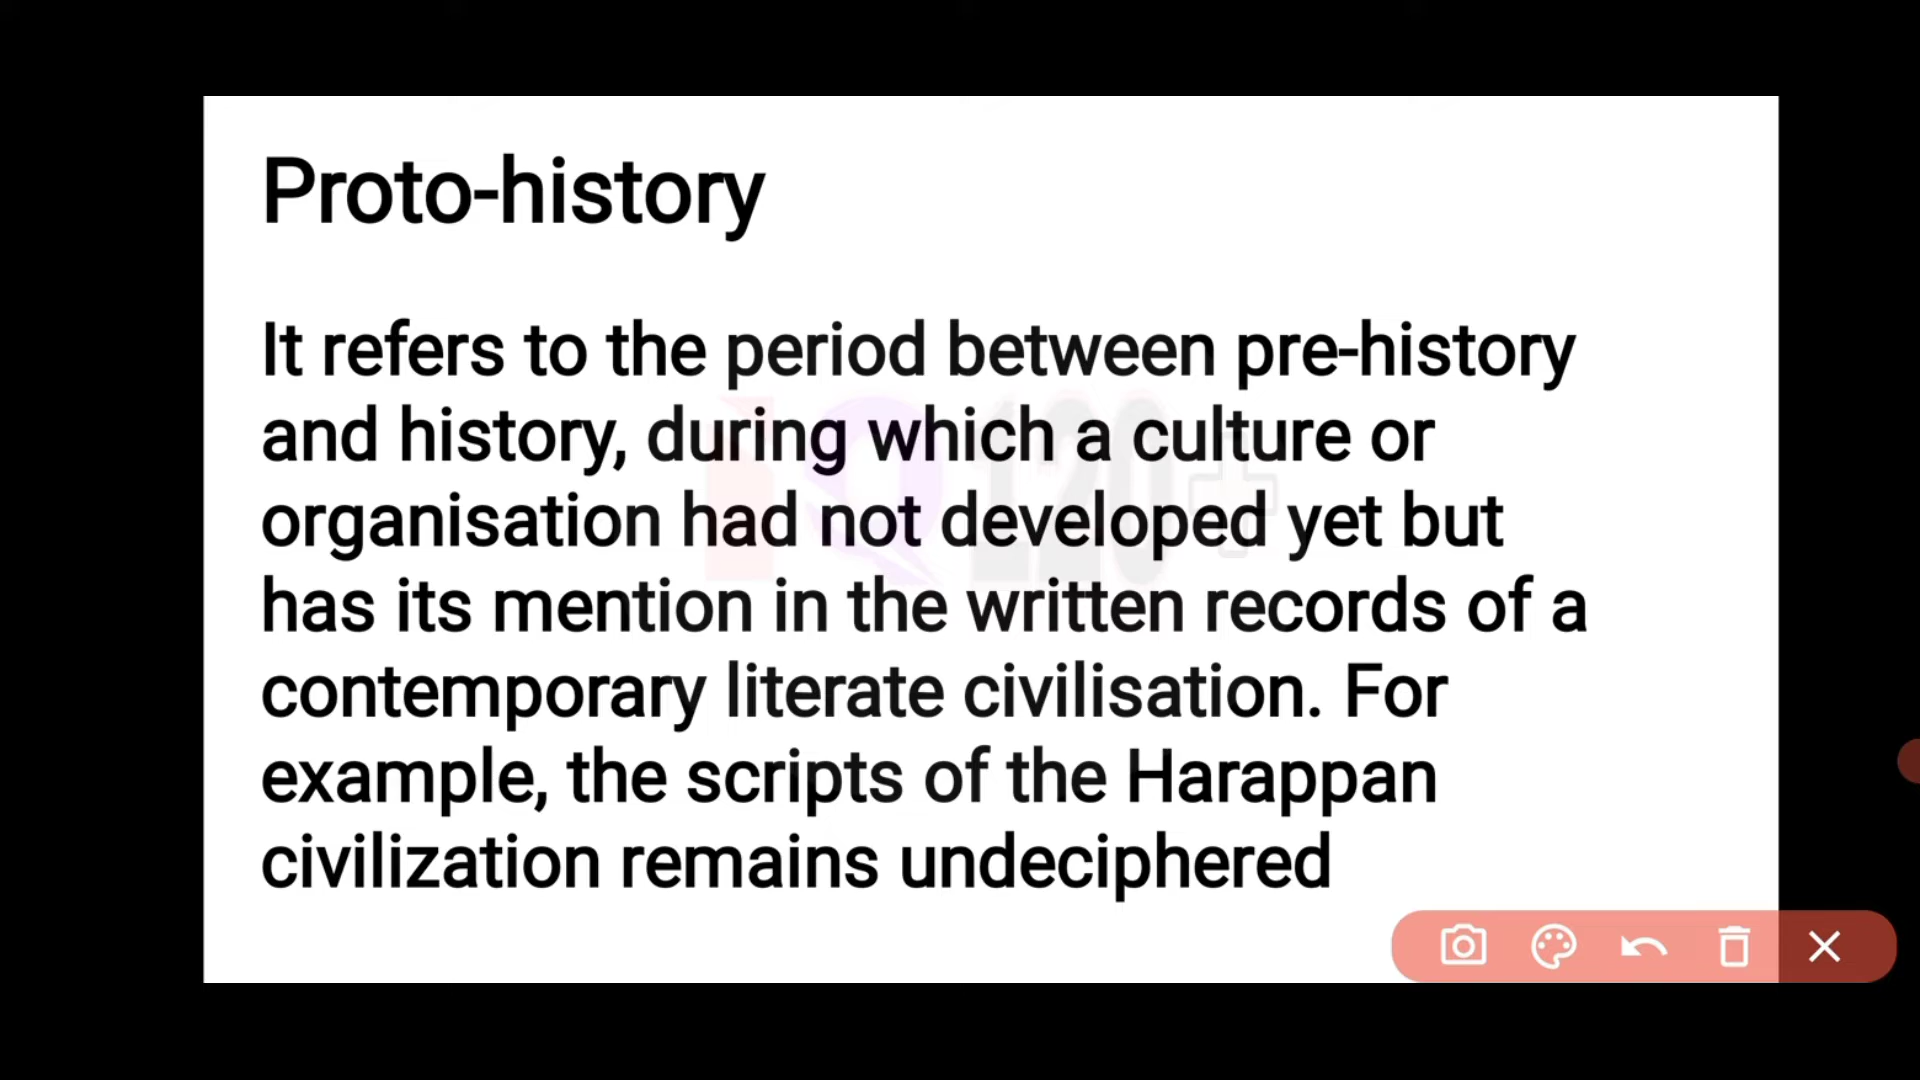 Proto-history
It refers to the period between pre-history
and history, during which a culture or
organisation had not developed yet but
has its mention in the written records of a
contemporary literate civilisation. For
example, the scripts of the Harappan
civilization remains undeciphered
IQ 120+